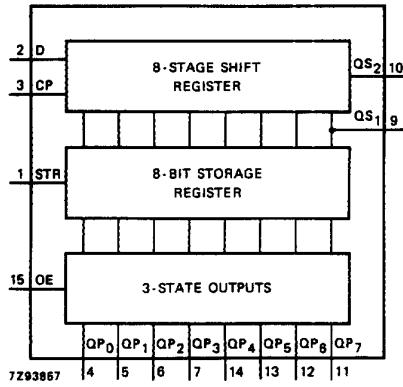 2 D
8-STAGE SHIFT
REGISTER
QS2 10
3 CP
QS1 9
1 STR
8-BIT STORAGE
REGISTER
15 OE
3-STATE OUTPUTS
QP0 QP1 QP2 QP3 QP4 QP5 QP6 QP7
7Z93867 4 5 6 7 14 13 12 11